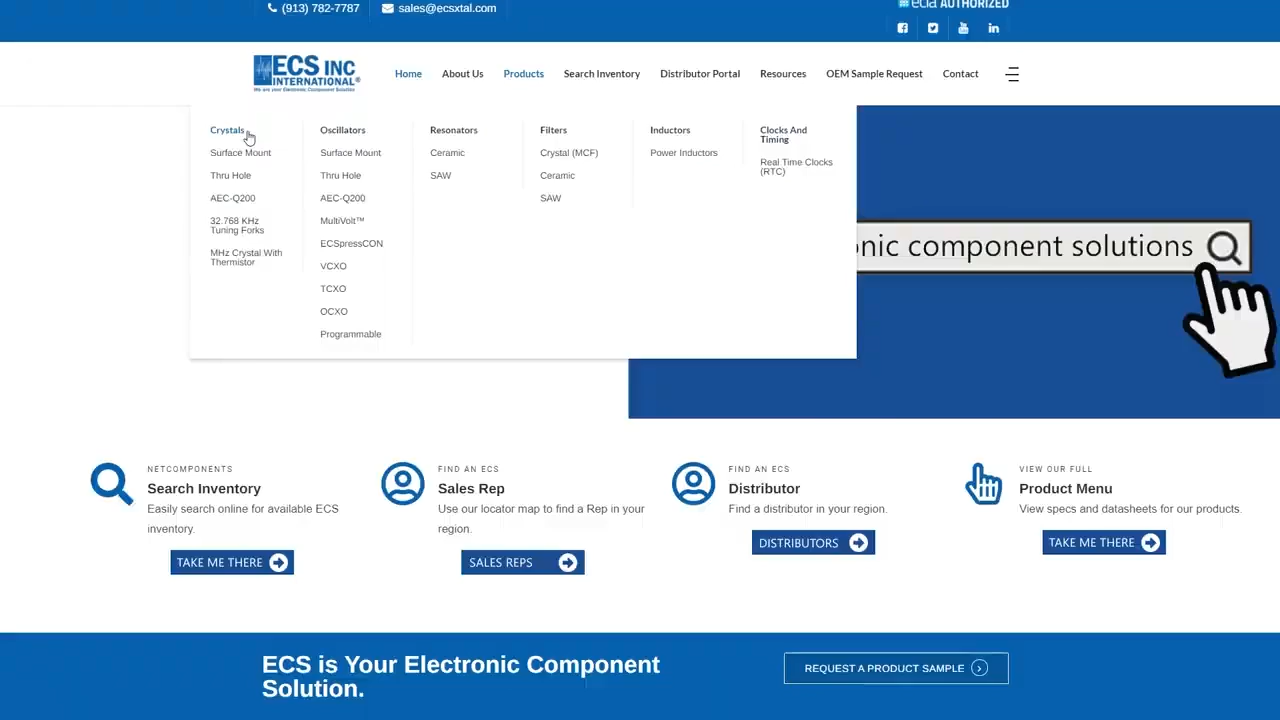 (913) 782-7787
sales@ecsxtal.com
ecia AUTHORIZED
ECS INC
INTERNATIONAL®
We are your Electronic Component Solution
Home
About Us
Products
Search Inventory
Distributor Portal
Resources
OEM Sample Request
Contact
Crystals
Surface Mount
Thru Hole
AEC-Q200
32.768 KHz
Tuning Forks
MHz Crystal With
Thermistor
Oscillators
Surface Mount
Thru Hole
AEC-Q200
MultiVolt™
ECSpressCON
VCXO
TCXO
OCXO
Programmable
Resonators
Ceramic
SAW
Filters
Crystal (MCF)
Ceramic
SAW
Inductors
Power Inductors
Clocks And
Timing
Real Time Clocks
(RTC)
onic component solutions
NETCOMPONENTS
Search Inventory
Easily search online for available ECS
inventory.
TAKE ME THERE
FIND AN ECS
Sales Rep
Use our locator map to find a Rep in your
region.
SALES REPS
FIND AN ECS
Distributor
Find a distributor in your region.
DISTRIBUTORS
VIEW OUR FULL
Product Menu
View specs and datasheets for our products.
TAKE ME THERE
ECS is Your Electronic Component
Solution.
REQUEST A PRODUCT SAMPLE